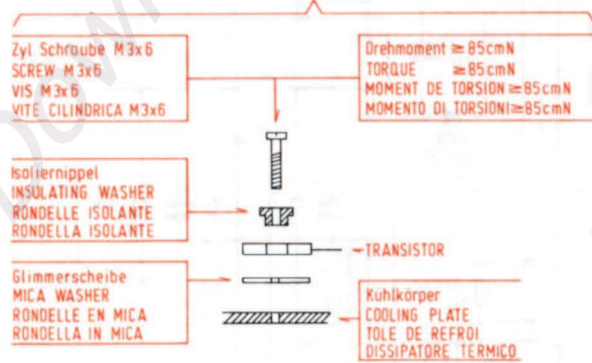 Zyl. Schraube M3x6
SCREW M3x6
VIS M3x6
VITE CILINDRICA M3x6
Drehmoment ≥85cmN
TORQUE ≥85cmN
MOMENT DE TORSION≥85cmN
MOMENTO DI TORSIONI≥85cmN
Isoliernippel
INSULATING WASHER
RONDELLE ISOLANTE
RONDELLA ISOLANTE
TRANSISTOR
Glimmerscheibe
MICA WASHER
RONDELLE EN MICA
RONDELLA IN MICA
Kühlkörper
COOLING PLATE
TOLE DE REFROI
DISSIPATORE TERMICO